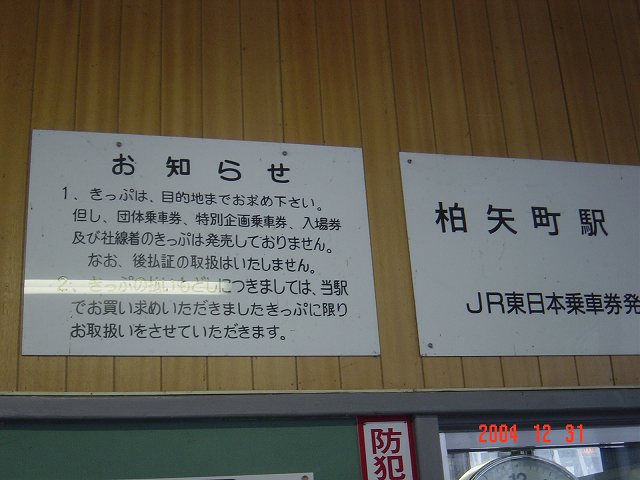 お知らせ
1、きっぷは、目的地までお求め下さい。
但し、団体乗車券、特別企画乗車券、入場券
及び社線着のきっぷは発売しておりません。
なお、後払証の取扱はいたしません。
2、きっぷの払いもどしにつきましては、当駅
でお買い求めいただきましたきっぷに限り
お取扱いをさせていただきます。
柏矢町駅
JR東日本乗車券発
防犯
2004 12 31
12